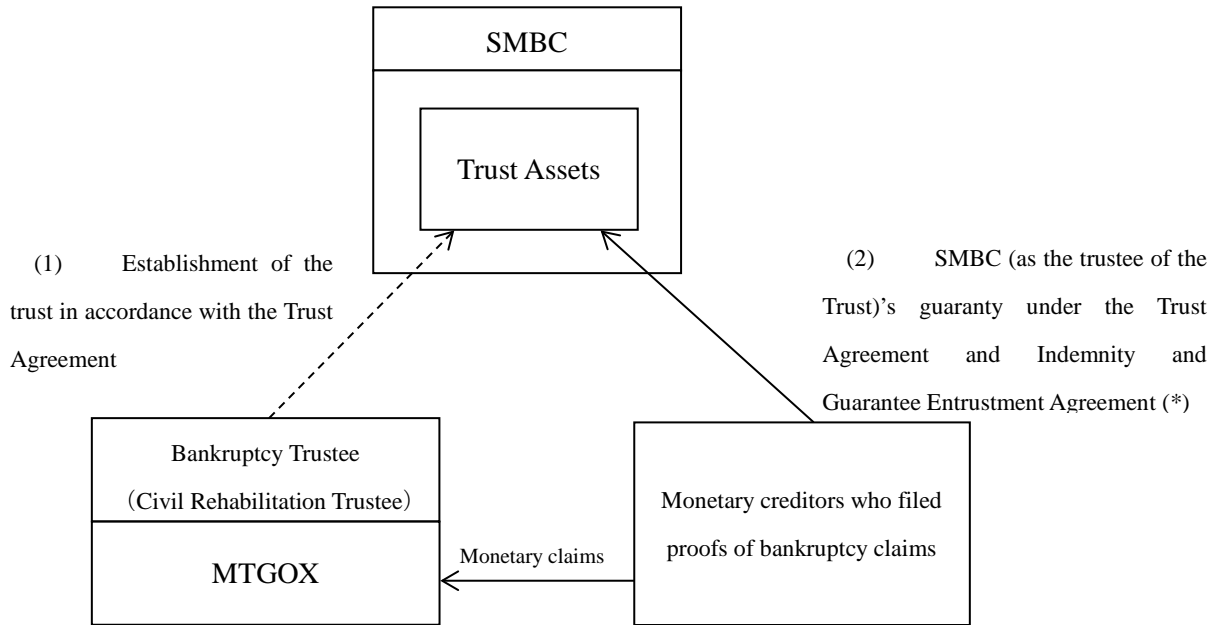 SMBC
Trust Assets
(1) Establishment of the
trust in accordance with the Trust
Agreement
(2) SMBC (as the trustee of the
Trust)’s guaranty under the Trust
Agreement and Indemnity and
Guarantee Entrustment Agreement (*)
Bankruptcy Trustee
（Civil Rehabilitation Trustee）
MTGOX
Monetary claims
Monetary creditors who filed
proofs of bankruptcy claims